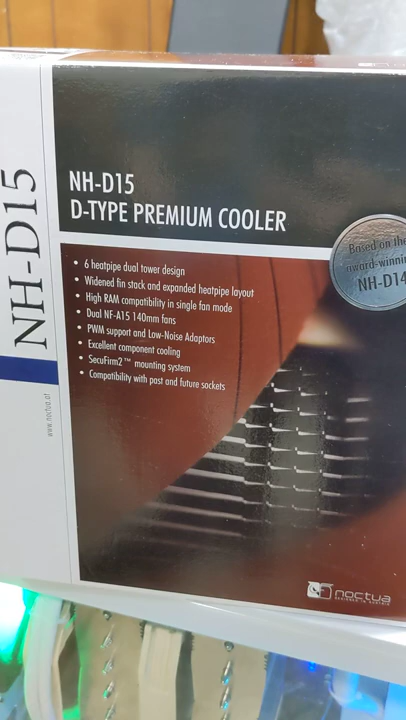 NH-D15
www.noctua.at
NH-D15
D-TYPE PREMIUM COOLER
Based on the
award-winnin
NH-D14
• 6 heatpipe dual tower design
• Widened fin stack and expanded heatpipe layout
• High RAM compatibility in single fan mode
• Dual NF-A15 140mm fans
• PWM support and Low-Noise Adaptors
• Excellent component cooling
• SecuFirm2™ mounting system
• Compatibility with past and future sockets
noctua
DESIGNED IN AUSTRIA